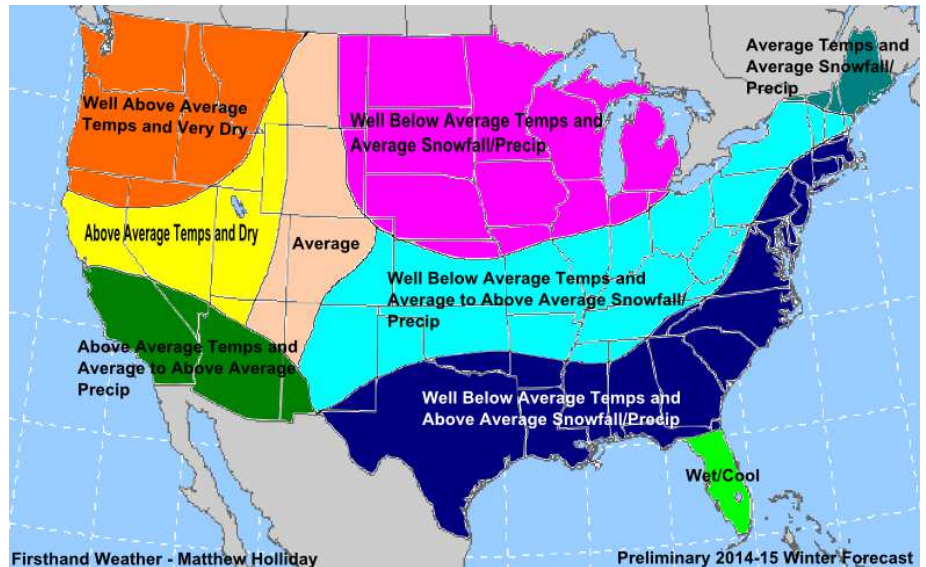 Average Temps and
Average Snowfall/
Precip
Well Above Average
Temps and Very Dry
Well Below Average Temps and
Average Snowfall/Precip
Above Average Temps and Dry
Average
Well Below Average Temps and
Average to Above Average Snowfall/
Precip
Above Average Temps and
Average to Above Average
Precip
Well Below Average Temps and
Above Average Snowfall/Precip
Wet/Cool
Firsthand Weather - Matthew Holliday
Preliminary 2014-15 Winter Forecast